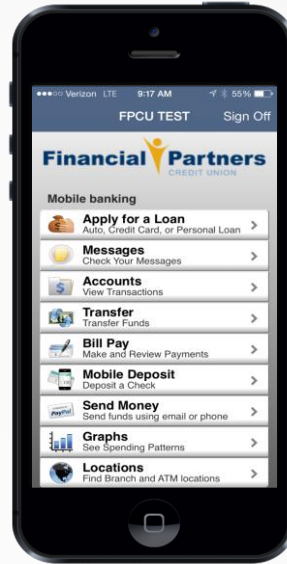 Verizon LTE 9:17 AM 55%
FPCU TEST Sign Off
Financial Partners
CREDIT UNION
Mobile banking
Apply for a Loan
Auto, Credit Card, or Personal Loan
Messages
Check Your Messages
$
Accounts
View Transactions
Transfer
Transfer Funds
Bill Pay
Make and Review Payments
Mobile Deposit
Deposit a Check
PayPal
Send Money
Send funds using email or phone
Graphs
See Spending Patterns
Locations
Find Branch and ATM locations